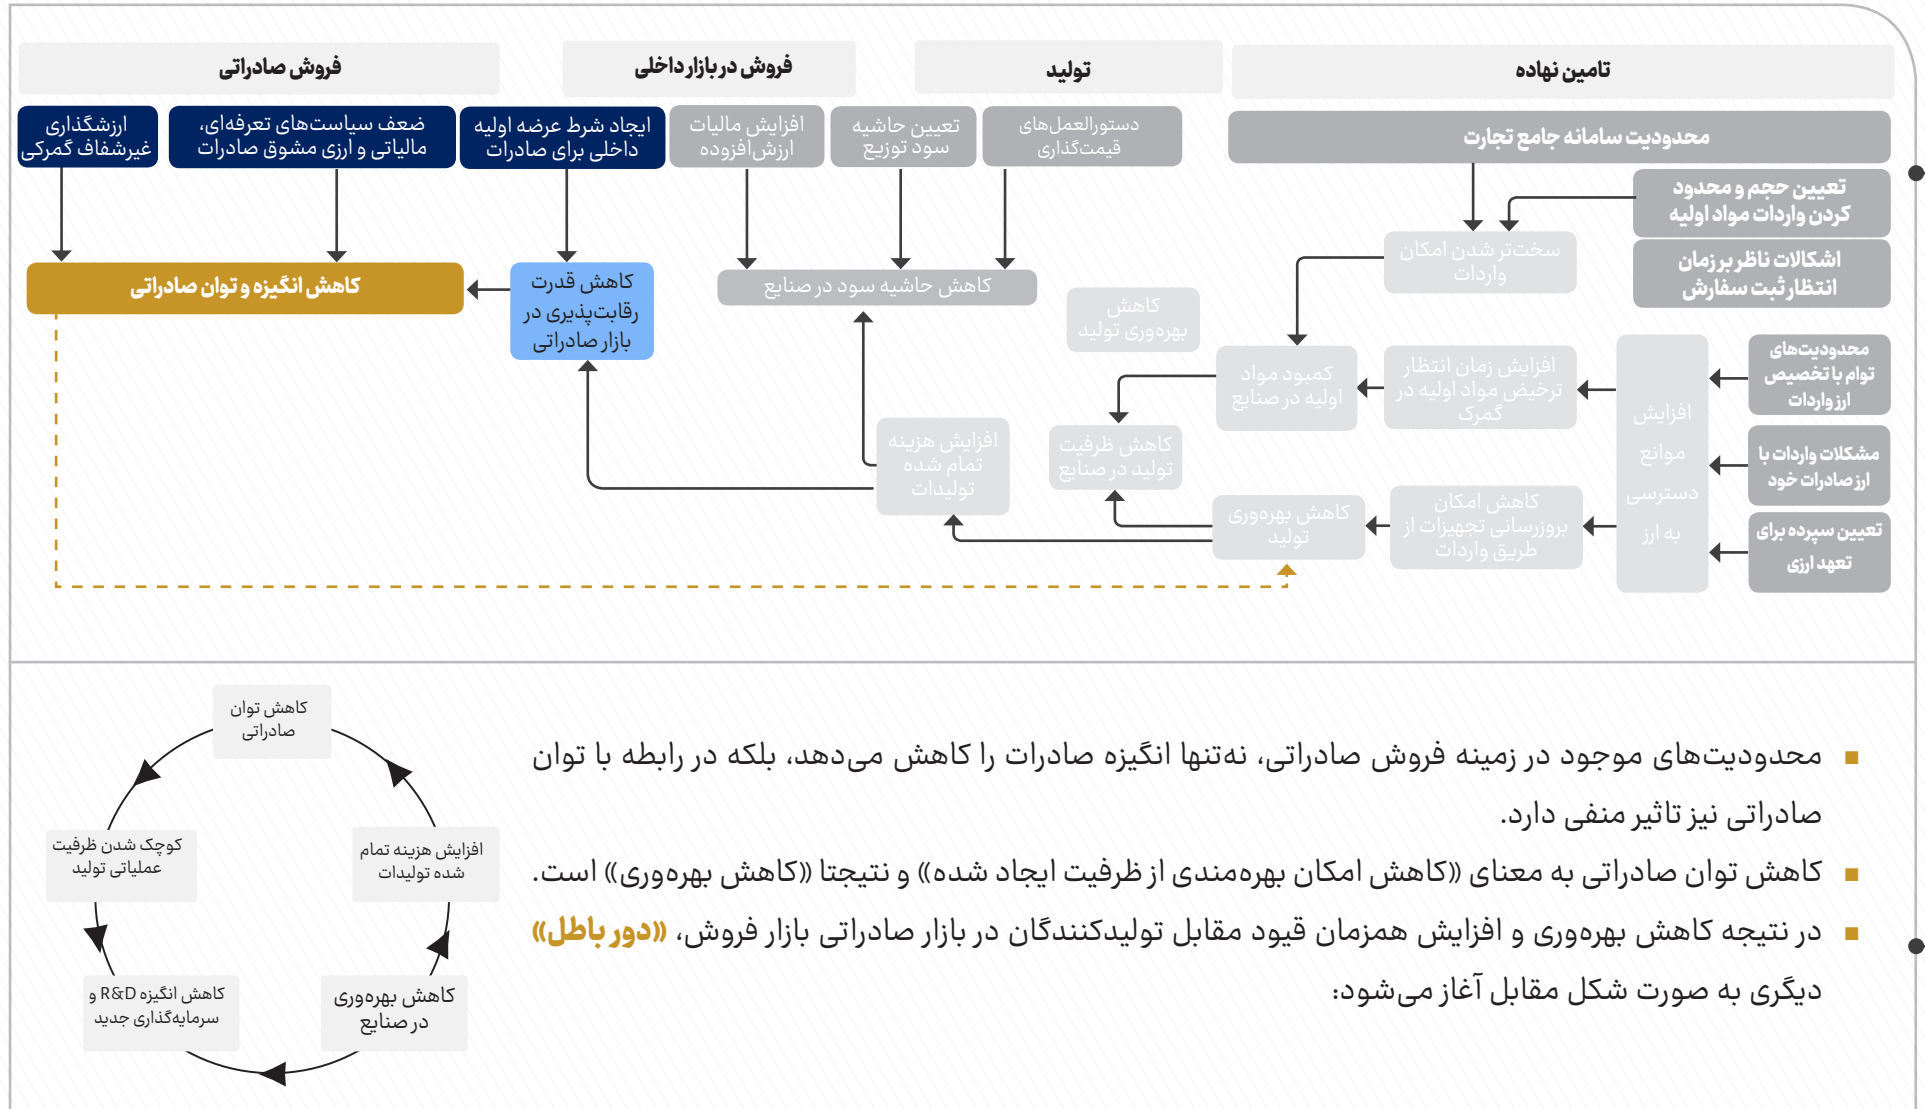 تامین نهاده
تولید
فروش در بازار داخلی
فروش صادراتی
محدودیت سامانه جامع تجارت
دستورالعمل‌های
قیمت‌گذاری
تعیین حاشیه
سود توزیع
افزایش مالیات
ارزش‌افزوده
ایجاد شرط عرضه اولیه
داخلی برای صادرات
ضعف سیاست‌های تعرفه‌ای،
مالیاتی و ارزی مشوق صادرات
ارزشگذاری
غیرشفاف گمرکی
تعیین حجم و محدود
کردن واردات مواد اولیه
اشکالات ناظر بر زمان
انتظار ثبت سفارش
سخت‌تر شدن امکان
واردات
کاهش حاشیه سود در صنایع
کاهش قدرت
رقابت‌پذیری در
بازار صادراتی
کاهش انگیزه و توان صادراتی
کاهش
بهره‌وری تولید
محدودیت‌های
توام با تخصیص
ارز واردات
مشکلات واردات با
ارز صادرات خود
تعیین سپرده برای
تعهد ارزی
افزایش
موانع
دسترسی
به ارز
افزایش زمان انتظار
ترخیص مواد اولیه در
گمرک
کمبود مواد
اولیه در صنایع
کاهش ظرفیت
تولید در صنایع
افزایش هزینه
تمام شده
تولیدات
کاهش امکان
بروزرسانی تجهیزات از
طریق واردات
کاهش بهره‌وری
تولید
محدودیت‌های موجود در زمینه فروش صادراتی، نه‌تنها انگیزه صادرات را کاهش می‌دهد، بلکه در رابطه با توان
صادراتی نیز تاثیر منفی دارد.
کاهش توان صادراتی به معنای «کاهش امکان بهره‌مندی از ظرفیت ایجاد شده» و نتیجتا «کاهش بهره‌وری» است.
در نتیجه کاهش بهره‌وری و افزایش همزمان قیود مقابل تولیدکنندگان در بازار صادراتی بازار فروش، «دور باطل»
دیگری به صورت شکل مقابل آغاز می‌شود:
کاهش توان
صادراتی
کوچک شدن ظرفیت
عملیاتی تولید
کاهش انگیزه R&D و
سرمایه‌گذاری جدید
کاهش بهره‌وری
در صنایع
افزایش هزینه تمام
شده تولیدات